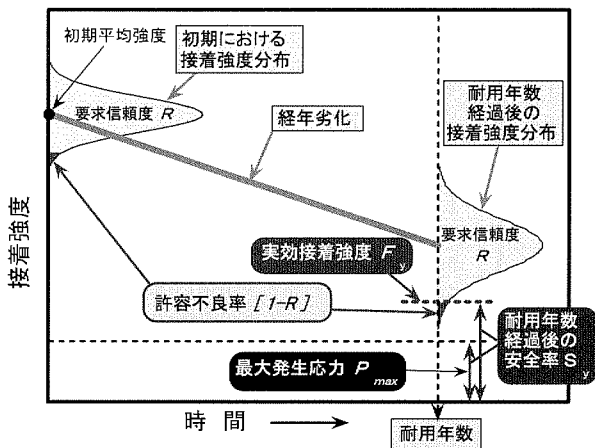 初期平均強度
初期における
接着強度分布
要求信頼度 R
経年劣化
耐用年数
経過後の
接着強度分布
要求信頼度
R
接着強度
実効接着強度 Fy
許容不良率 [1-R]
耐用年数
経過後の
安全率 Sy
最大発生応力 Pmax
時 間
耐用年数